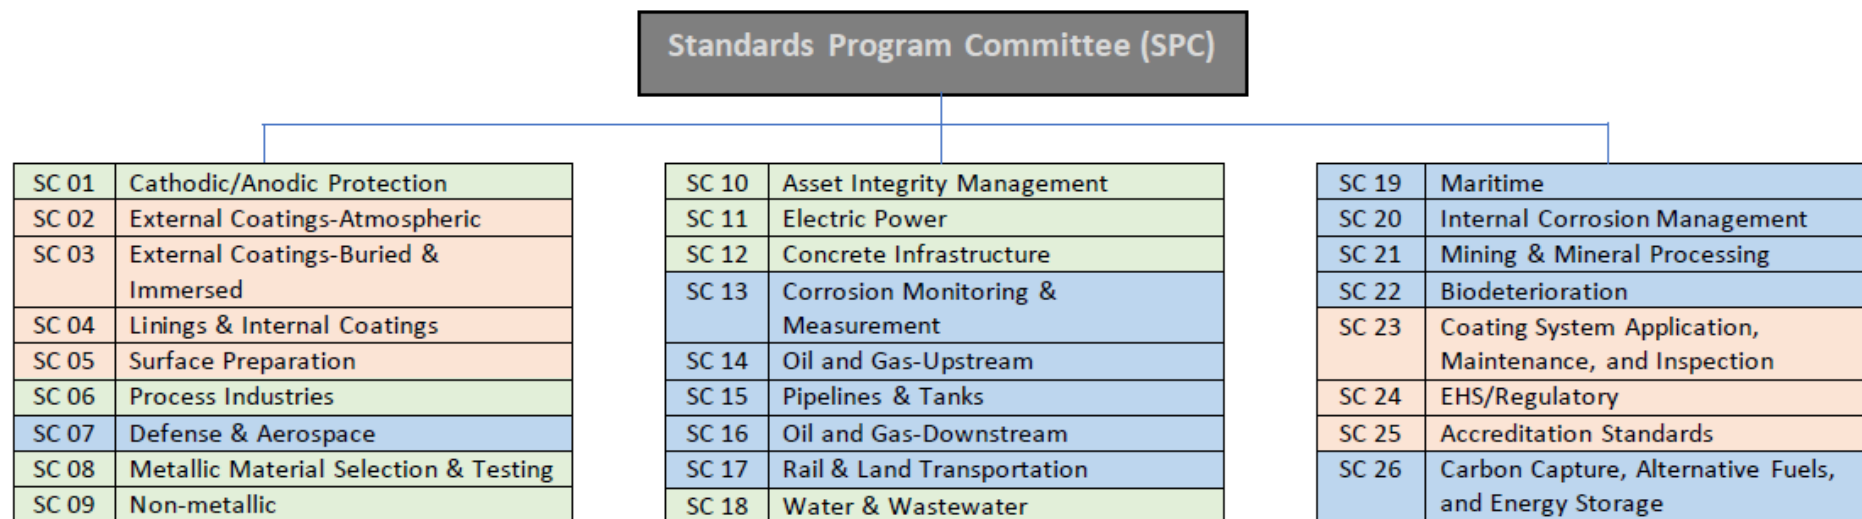 Standards Program Committee (SPC)
SC 01 Cathodic/Anodic Protection
SC 02 External Coatings-Atmospheric
SC 03 External Coatings-Buried &
Immersed
SC 04 Linings & Internal Coatings
SC 05 Surface Preparation
SC 06 Process Industries
SC 07 Defense & Aerospace
SC 08 Metallic Material Selection & Testing
SC 09 Non-metallic
SC 10 Asset Integrity Management
SC 11 Electric Power
SC 12 Concrete Infrastructure
SC 13 Corrosion Monitoring &
Measurement
SC 14 Oil and Gas-Upstream
SC 15 Pipelines & Tanks
SC 16 Oil and Gas-Downstream
SC 17 Rail & Land Transportation
SC 18 Water & Wastewater
SC 19 Maritime
SC 20 Internal Corrosion Management
SC 21 Mining & Mineral Processing
SC 22 Biodeterioration
SC 23 Coating System Application,
Maintenance, and Inspection
SC 24 EHS/Regulatory
SC 25 Accreditation Standards
SC 26 Carbon Capture, Alternative Fuels,
and Energy Storage